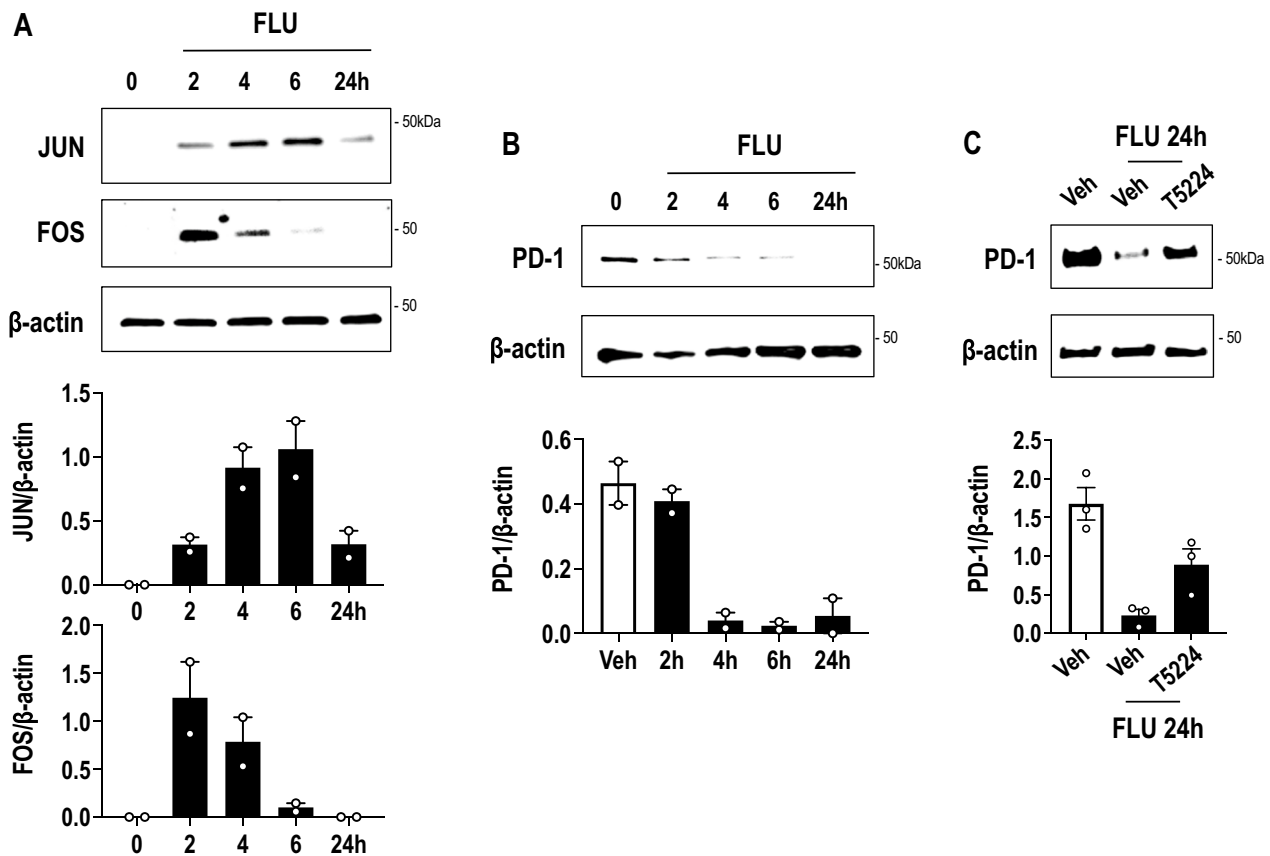 A
FLU
0 2 4 6 24h
JUN
- 50kDa
FOS
- 50
β-actin
- 50
JUN/β-actin
1.5
1.0
0.5
0.0
0 2 4 6 24h
FOS/β-actin
2.0
1.5
1.0
0.5
0.0
0 2 4 6 24h
B
FLU
0 2 4 6 24h
PD-1
- 50kDa
β-actin
- 50
PD-1/β-actin
0.6
0.4
0.2
0.0
Veh 2h 4h 6h 24h
C
FLU 24h
Veh Veh T5224
PD-1
- 50kDa
β-actin
- 50
PD-1/β-actin
2.5
2.0
1.5
1.0
0.5
0.0
Veh Veh T5224
FLU 24h